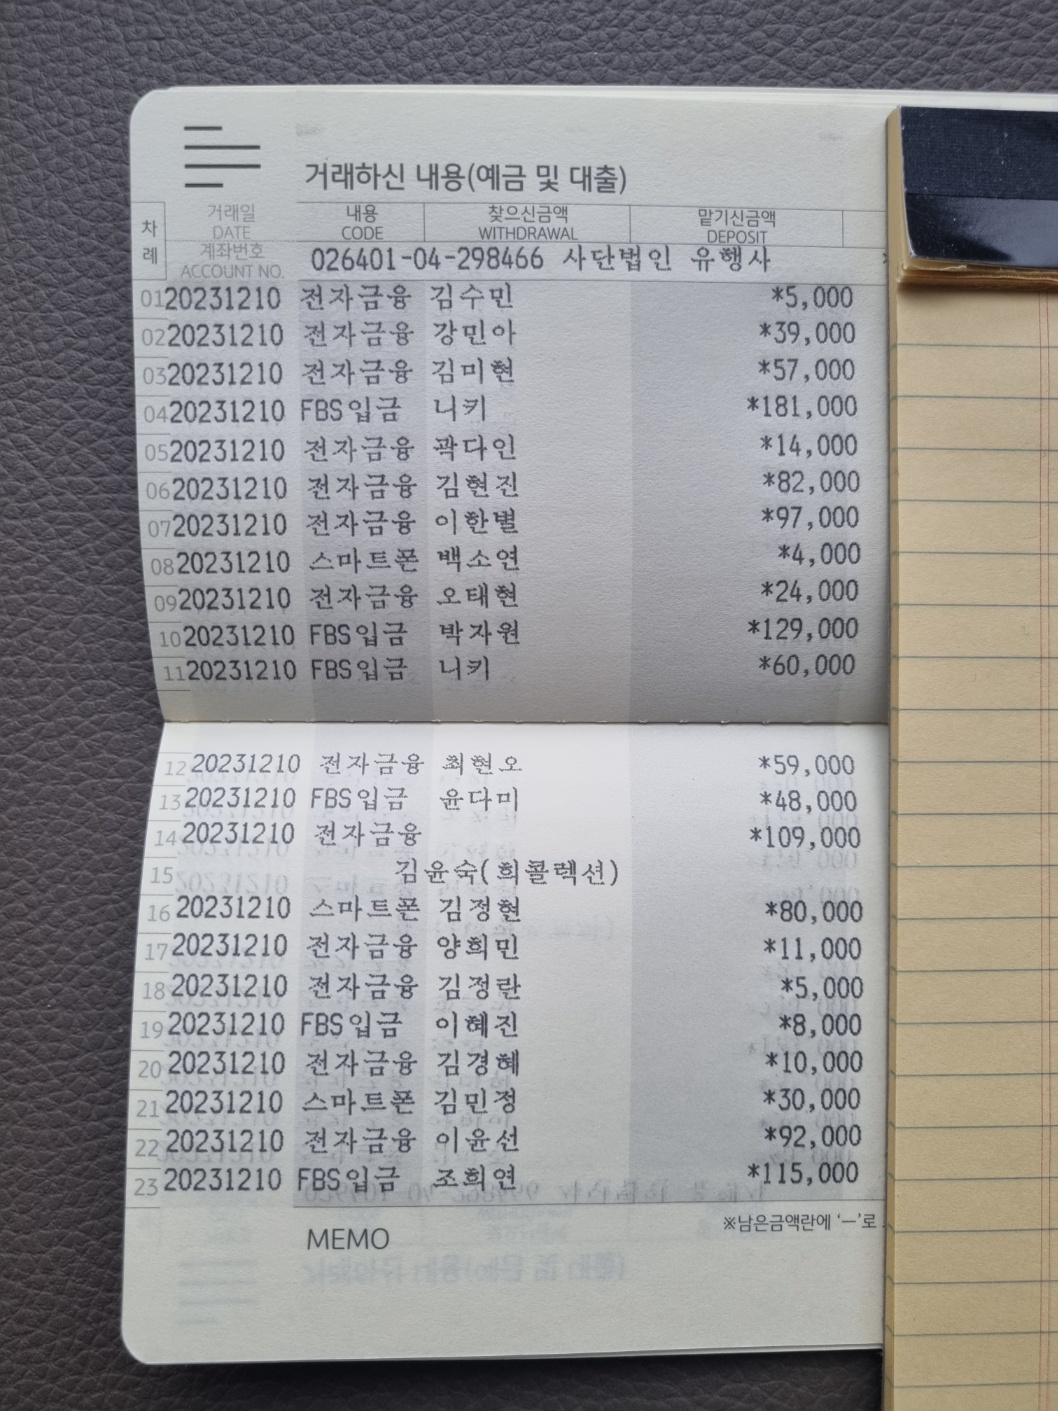 거래하신 내용(예금 및 대출)
차례 거래일 DATE 내용 CODE 찾으신금액 WITHDRAWAL 맡기신금액 DEPOSIT
계좌번호 ACCOUNT NO. 026401-04-298466 사단법인 유행사
01 20231210 전자금융 김수민 *5,000
02 20231210 전자금융 강민아 *39,000
03 20231210 전자금융 김미현 *57,000
04 20231210 FBS입금 니키 *181,000
05 20231210 전자금융 곽다인 *14,000
06 20231210 전자금융 김현진 *82,000
07 20231210 전자금융 이한별 *97,000
08 20231210 스마트폰 백소연 *4,000
09 20231210 전자금융 오태현 *24,000
10 20231210 FBS입금 박자원 *129,000
11 20231210 FBS입금 니키 *60,000
12 20231210 전자금융 최현오 *59,000
13 20231210 FBS입금 윤다미 *48,000
14 20231210 전자금융 *109,000
15 김윤숙(희콜렉션)
16 20231210 스마트폰 김정현 *80,000
17 20231210 전자금융 양희민 *11,000
18 20231210 전자금융 김정란 *5,000
19 20231210 FBS입금 이혜진 *8,000
20 20231210 전자금융 김경혜 *10,000
21 20231210 스마트폰 김민정 *30,000
22 20231210 전자금융 이윤선 *92,000
23 20231210 FBS입금 조희연 *115,000
※남은금액란에 '–'로
MEMO